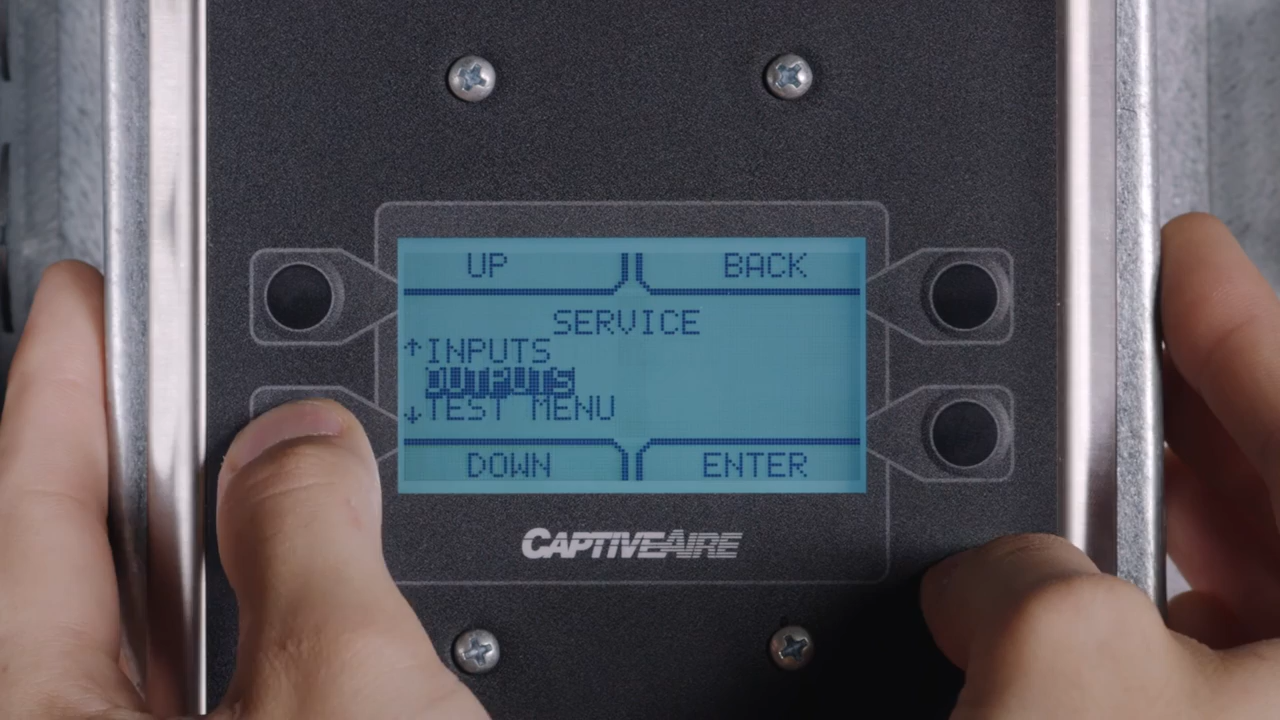 UP BACK
SERVICE
↑INPUTS
OUTPUTS
↓TEST MENU
DOWN ENTER
CAPTIVEAIRE